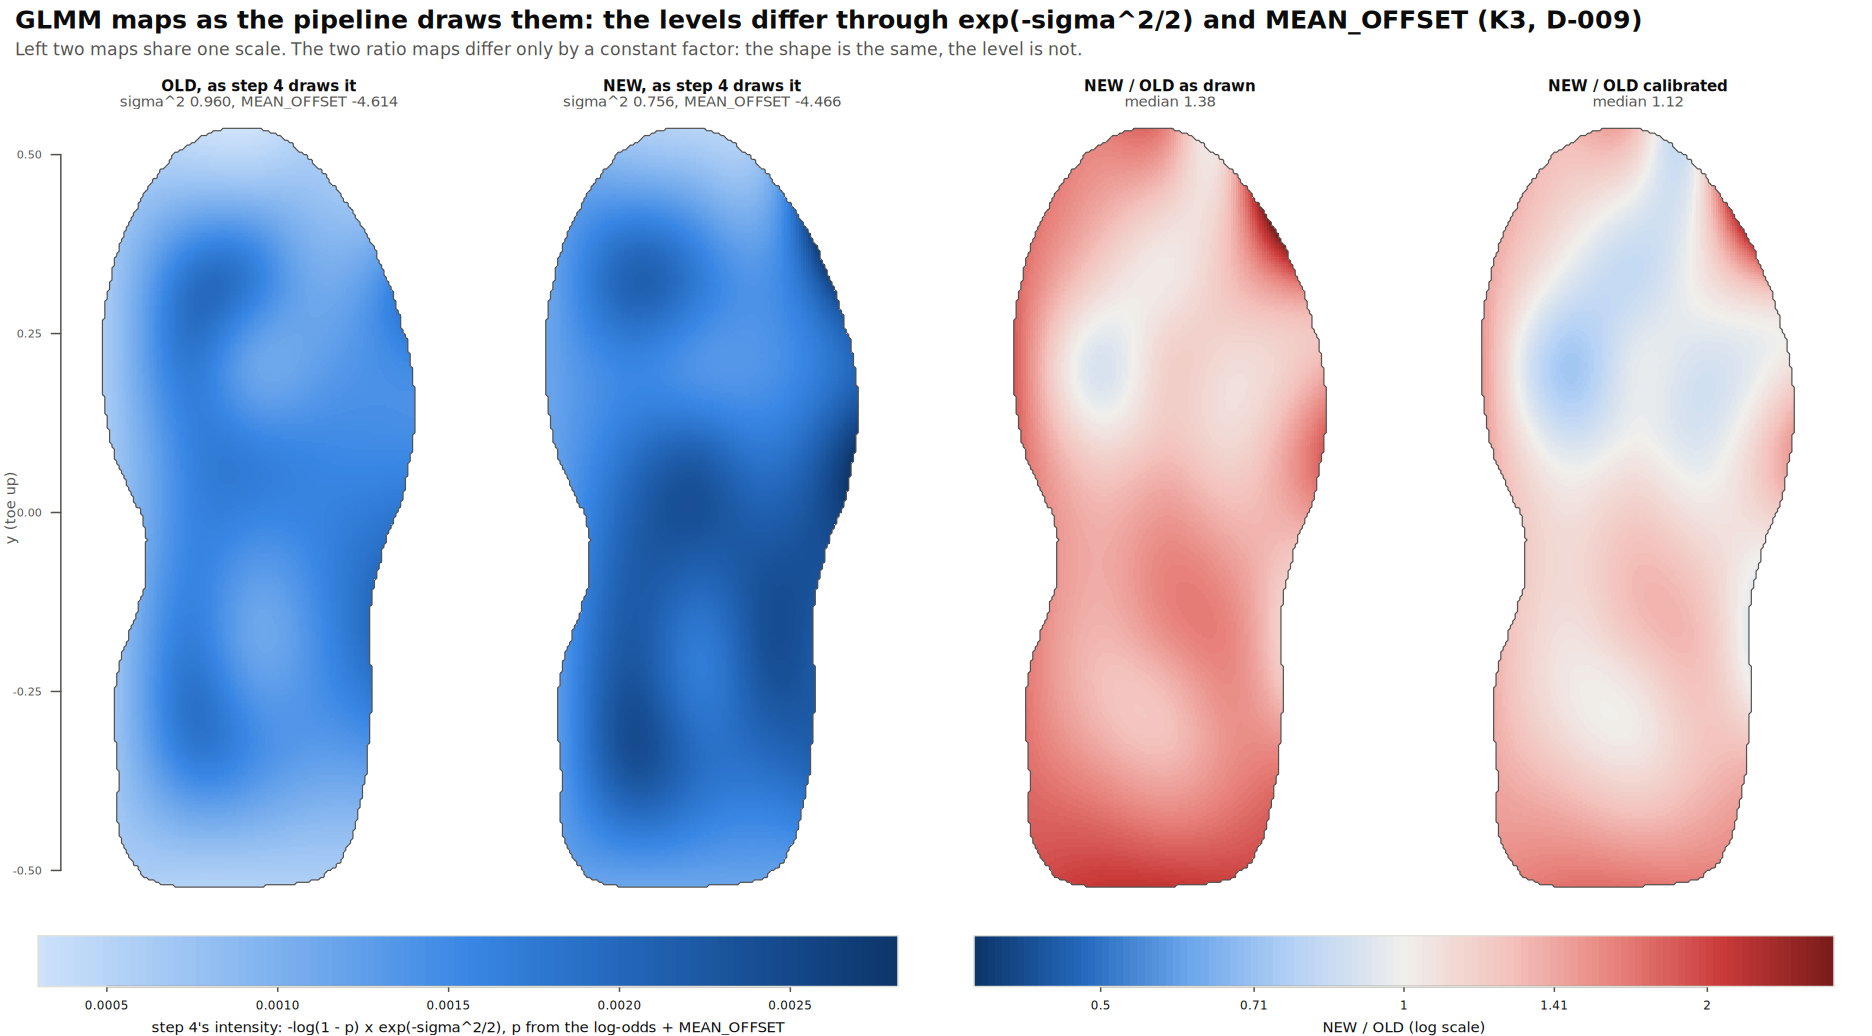 GLMM maps as the pipeline draws them: the levels differ through exp(-sigma^2/2) and MEAN_OFFSET (K3, D-009)
Left two maps share one scale. The two ratio maps differ only by a constant factor: the shape is the same, the level is not.
OLD, as step 4 draws it
sigma^2 0.960, MEAN_OFFSET -4.614
NEW, as step 4 draws it
sigma^2 0.756, MEAN_OFFSET -4.466
NEW / OLD as drawn
median 1.38
NEW / OLD calibrated
median 1.12
y (toe up)
0.50
0.25
0.00
-0.25
-0.50
0.0005 0.0010 0.0015 0.0020 0.0025
step 4's intensity: -log(1 - p) x exp(-sigma^2/2), p from the log-odds + MEAN_OFFSET
0.5 0.71 1 1.41 2
NEW / OLD (log scale)